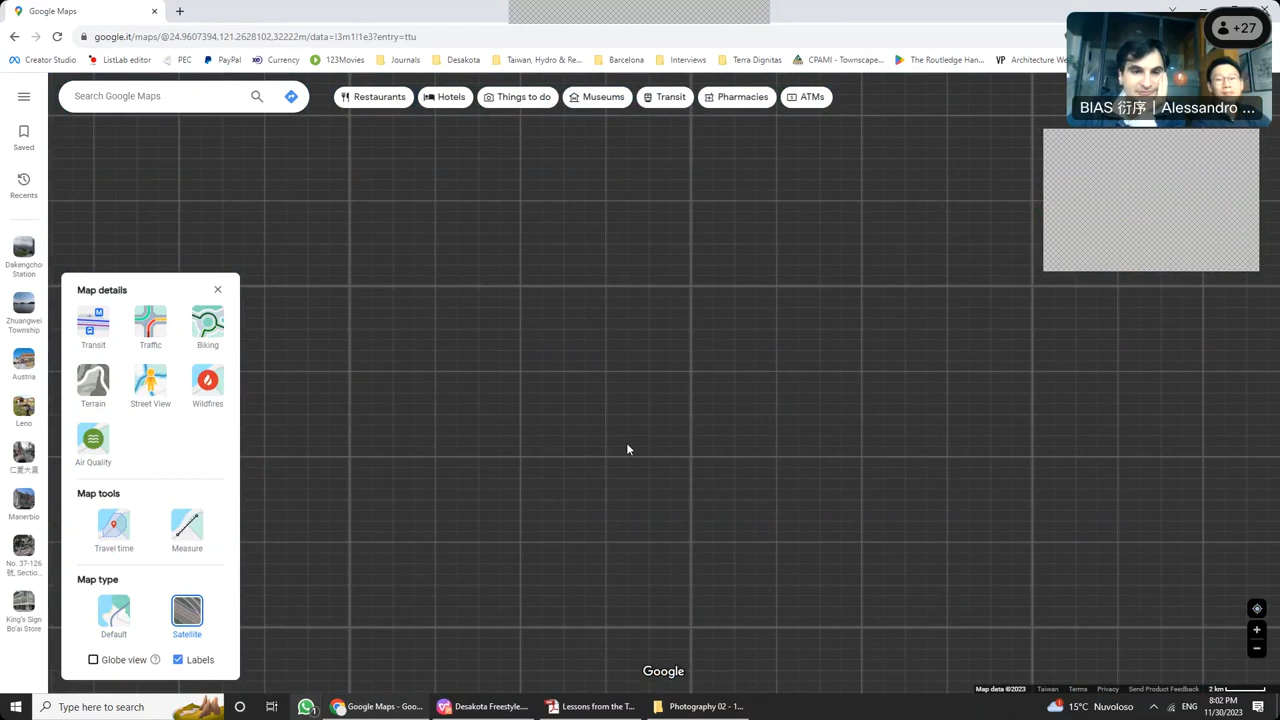 Google Maps
google.it/maps/@24.9607394,121.2628102,32222m/data=!3m1!1e3?entry=ttu
Creator Studio
ListLab editor
PEC
PayPal
Currency
123Movies
Journals
Desakota
Taiwan, Hydro & Re...
Barcelona
Interviews
Terra Dignitas
CPAMI - Townscape...
The Routledge Han...
Architecture We
+27
BIAS 衍序 | Alessandro ...
Search Google Maps
Restaurants
Hotels
Things to do
Museums
Transit
Pharmacies
ATMs
Saved
Recents
Dakengcho
Station
Zhuangwei
Township
Austria
Leno
仁愛大廈
Manerbio
No. 37-126
號, Sectio...
King's Sign
Bo'ai Store
Map details
Transit
Traffic
Biking
Terrain
Street View
Wildfires
Air Quality
Map tools
Travel time
Measure
Map type
Default
Satellite
Globe view
Labels
Google
Map data ©2023
Taiwan
Terms
Privacy
Send Product Feedback
2 km
Type here to search
1
Google Maps - Goo...
Desakota Freestyle....
Lessons from the T...
Photography 02 - 1...
15°C Nuvoloso
ENG
8:02 PM
11/30/2023